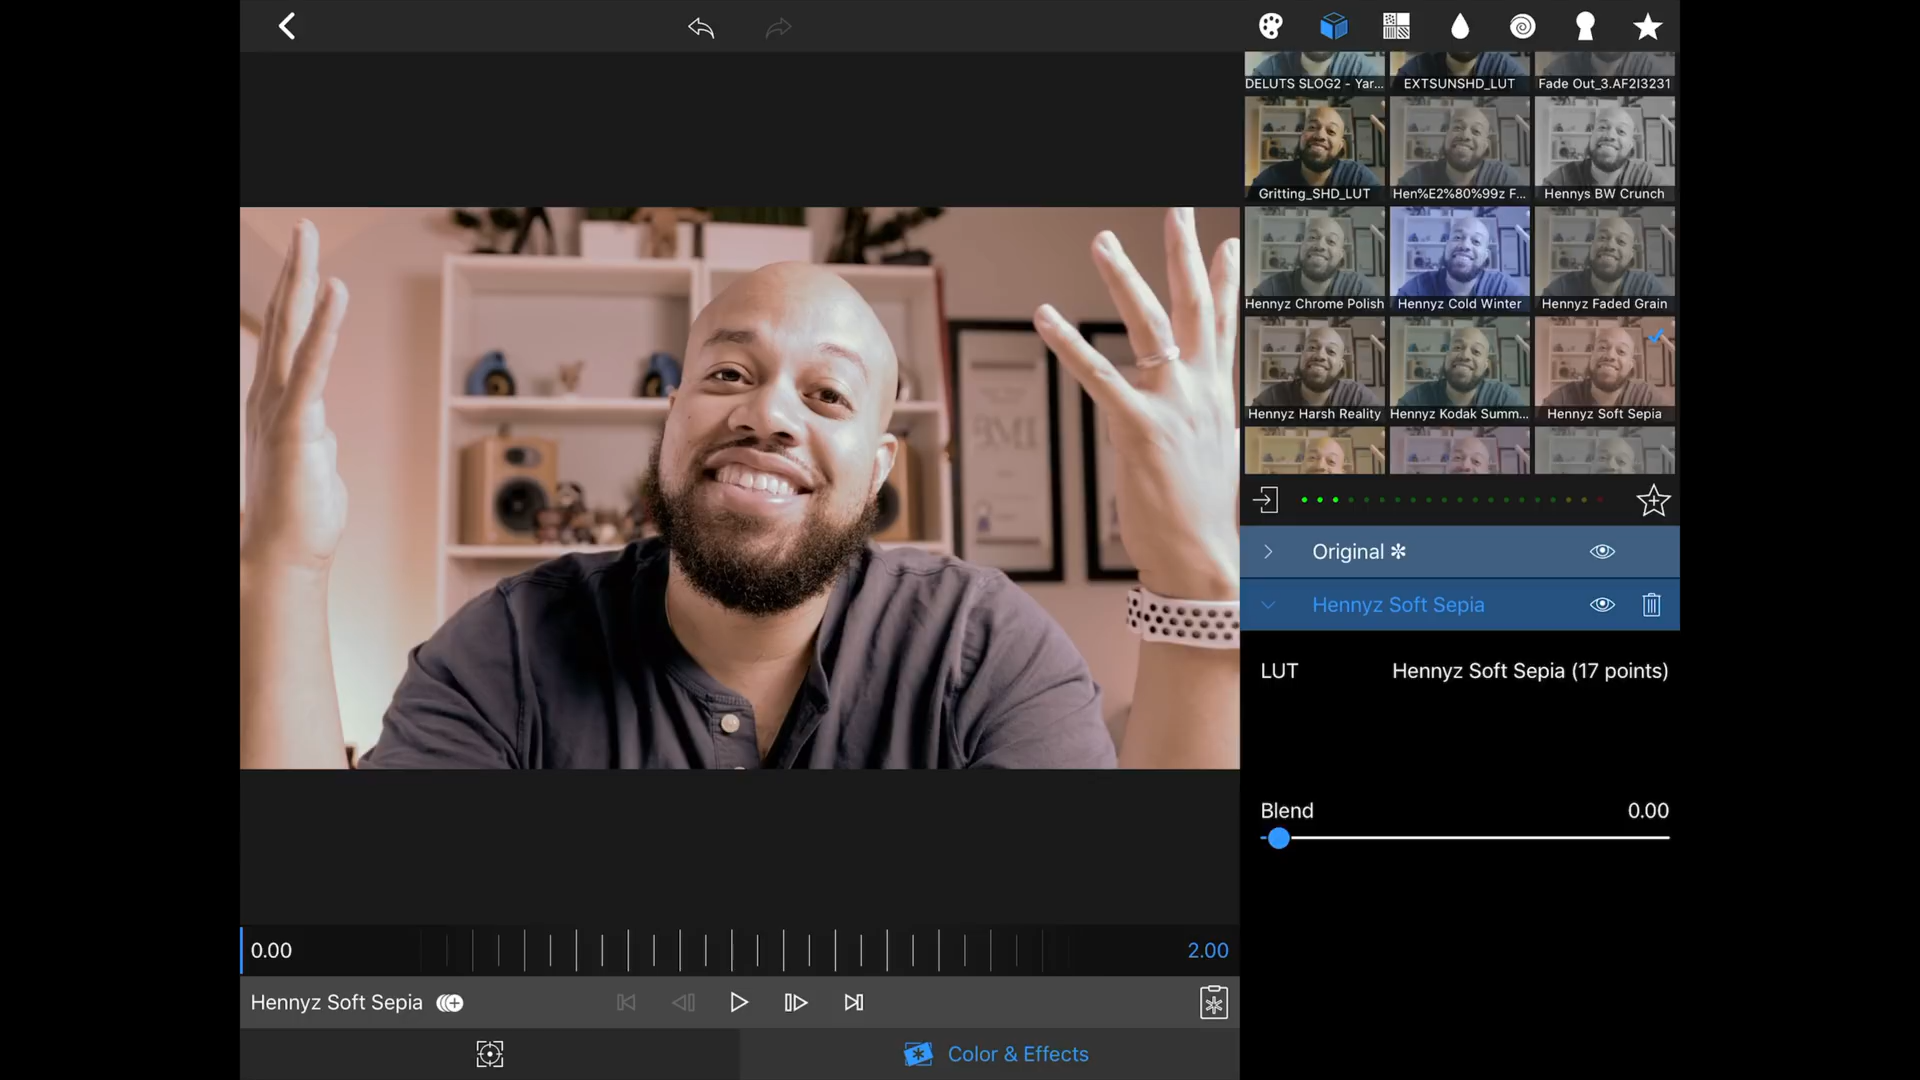 DELUTS SLOG2 - Yar...
EXTSUNSHD_LUT
Fade Out_3.AF2I3231
Gritting_SHD_LUT
Hen%E2%80%99z F...
Hennys BW Crunch
Hennyz Chrome Polish
Hennyz Cold Winter
Hennyz Faded Grain
Hennyz Harsh Reality
Hennyz Kodak Summ...
Hennyz Soft Sepia
Original ✻
Hennyz Soft Sepia
LUT
Hennyz Soft Sepia (17 points)
Blend
0.00
BMI
0.00
2.00
Hennyz Soft Sepia
Color & Effects